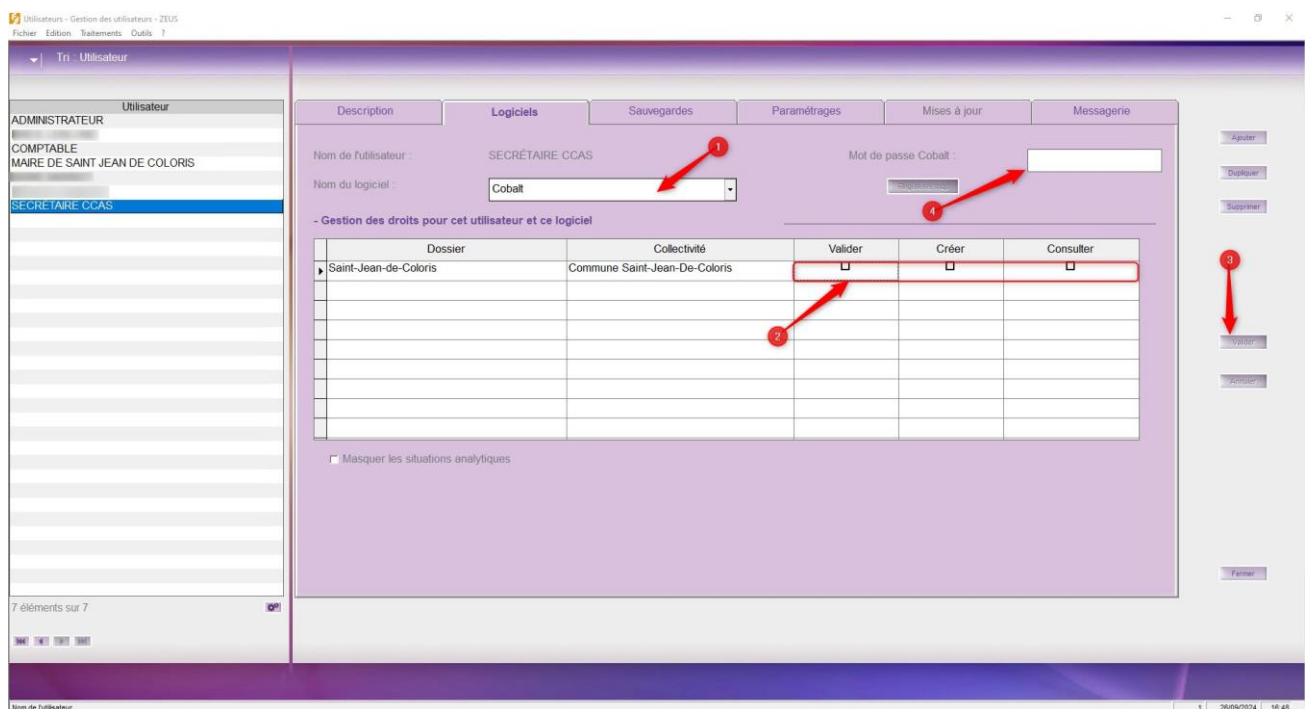 Utilisateurs - Gestion des utilisateurs - ZEUS
Fichier Edition Traitements Outils ?
Tri : Utilisateur
Utilisateur
ADMINISTRATEUR
COMPTABLE
MAIRE DE SAINT JEAN DE COLORIS
SECRÉTAIRE CCAS
7 éléments sur 7
Description Logiciels Sauvegardes Paramétrages Mises à jour Messagerie
Nom de l'utilisateur : SECRÉTAIRE CCAS Mot de passe Cobalt :
Nom du logiciel : Cobalt
- Gestion des droits pour cet utilisateur et ce logiciel
Dossier Collectivité Valider Créer Consulter
Saint-Jean-de-Coloris Commune Saint-Jean-De-Coloris
Masquer les situations analytiques
1
2
3
4
Ajouter
Dupliquer
Supprimer
Valider
Annuler
Fermer
Nom de l'utilisateur 1 26/09/2024 16:48